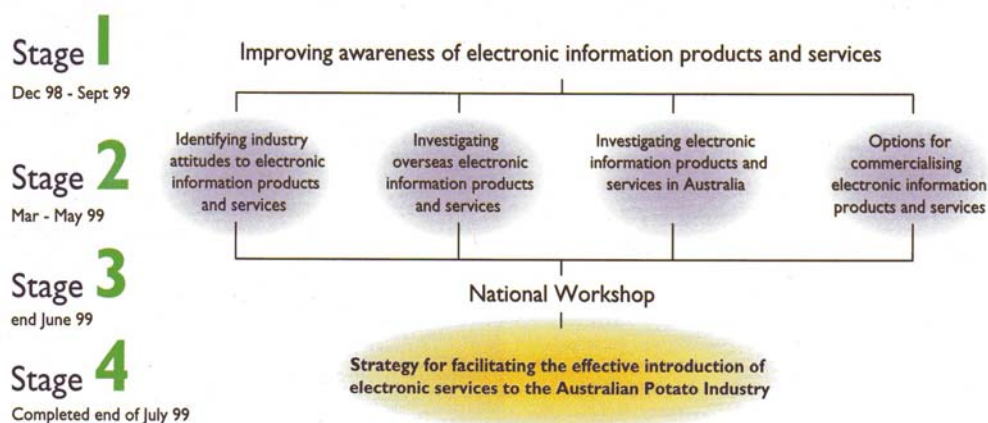 Stage 1
Dec 98 - Sept 99
Improving awareness of electronic information products and services
Stage 2
Mar - May 99
Identifying industry
attitudes to electronic
information products
and services
Investigating
overseas electronic
information products
and services
Investigating electronic
information products and
services in Australia
Options for
commercialising
electronic information
products and services
Stage 3
end June 99
National Workshop
Stage 4
Completed end of July 99
Strategy for facilitating the effective introduction of
electronic services to the Australian Potato Industry